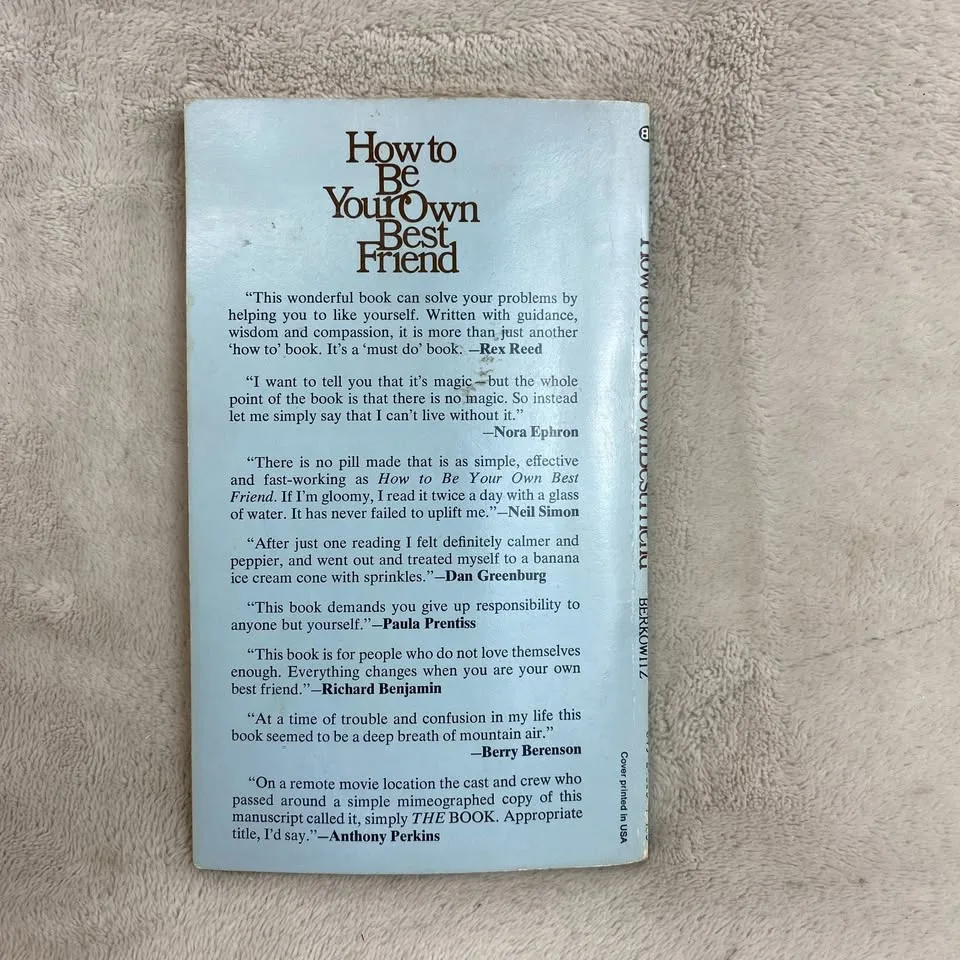 How to
Be
Your Own
Best
Friend
“This wonderful book can solve your problems by
helping you to like yourself. Written with guidance,
wisdom and compassion, it is more than just another
‘how to’ book. It's a ‘must do’ book. —Rex Reed
“I want to tell you that it's magic—but the whole
point of the book is that there is no magic. So instead
let me simply say that I can't live without it.”
—Nora Ephron
“There is no pill made that is as simple, effective
and fast-working as How to Be Your Own Best
Friend. If I'm gloomy, I read it twice a day with a glass
of water. It has never failed to uplift me.”—Neil Simon
“After just one reading I felt definitely calmer and
peppier, and went out and treated myself to a banana
ice cream cone with sprinkles.”—Dan Greenburg
“This book demands you give up responsibility to
anyone but yourself.”—Paula Prentiss
“This book is for people who do not love themselves
enough. Everything changes when you are your own
best friend.”—Richard Benjamin
“At a time of trouble and confusion in my life this
book seemed to be a deep breath of mountain air.”
—Berry Berenson
“On a remote movie location the cast and crew who
passed around a simple mimeographed copy of this
manuscript called it, simply THE BOOK. Appropriate
title, I'd say.”—Anthony Perkins
Cover printed in USA
B
How to Be Your Own Best Friend
BERKOWITZ